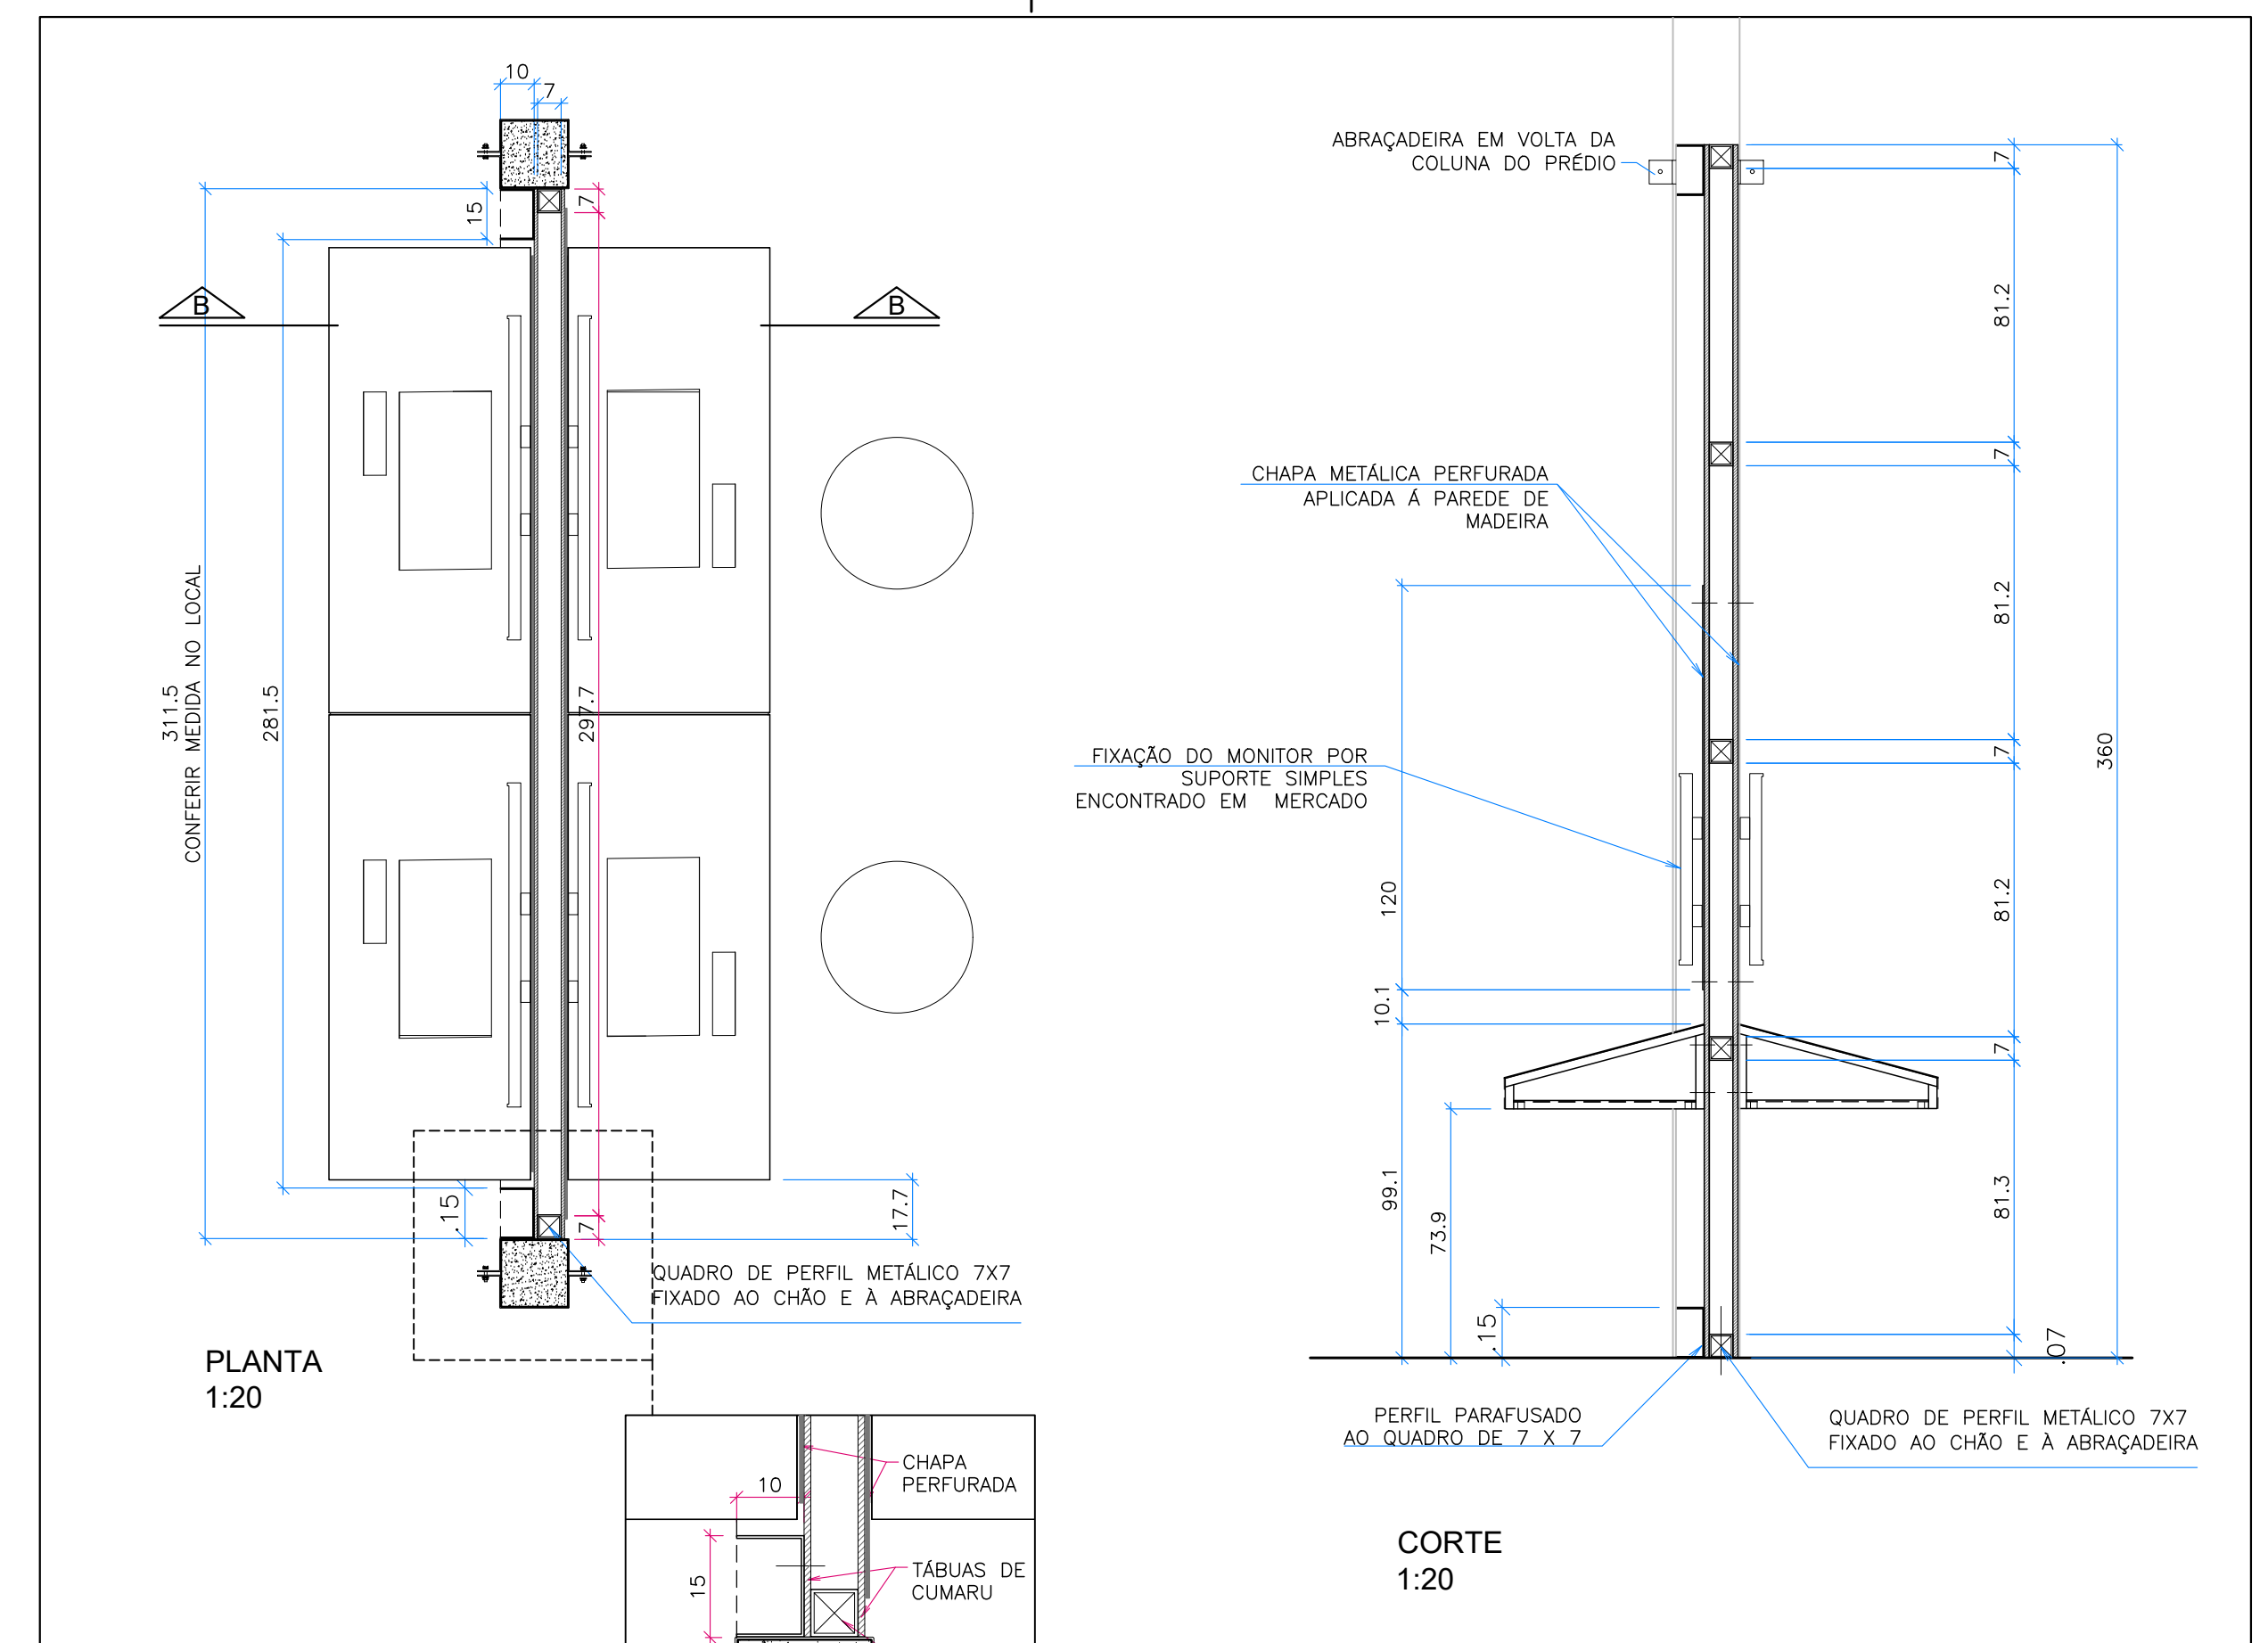 10
7
15
7
B
B
311.5
CONFERIR MEDIDA NO LOCAL
281.5
297.7
.15
7
17.7
QUADRO DE PERFIL METÁLICO 7X7
FIXADO AO CHÃO E À ABRAÇADEIRA
PLANTA
1:20
CHAPA
PERFURADA
10
15
TÁBUAS DE
CUMARU
ABRAÇADEIRA EM VOLTA DA
COLUNA DO PRÉDIO
7
81.2
7
CHAPA METÁLICA PERFURADA
APLICADA Á PAREDE DE
MADEIRA
81.2
7
360
FIXAÇÃO DO MONITOR POR
SUPORTE SIMPLES
ENCONTRADO EM MERCADO
120
81.2
10.1
7
99.1
73.9
81.3
.15
.07
PERFIL PARAFUSADO
AO QUADRO DE 7 X 7
QUADRO DE PERFIL METÁLICO 7X7
FIXADO AO CHÃO E À ABRAÇADEIRA
CORTE
1:20